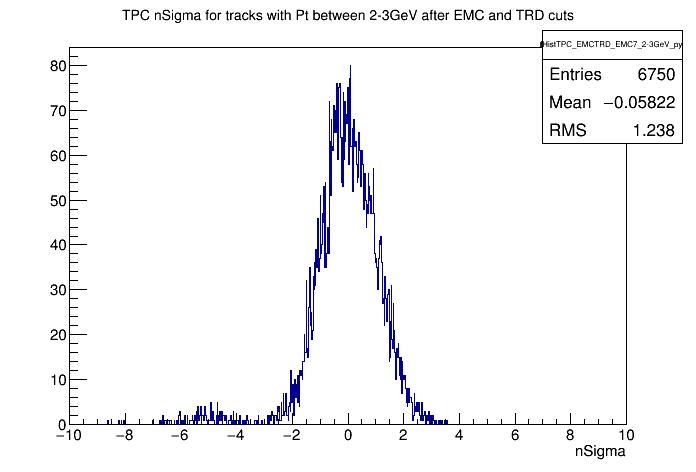 TPC nSigma for tracks with Pt between 2-3GeV after EMC and TRD cuts
HistTPC_EMCTRD_EMC7_2-3GeV_py
Entries 6750
Mean −0.05822
RMS 1.238
80
70
60
50
40
30
20
10
0
−10 −8 −6 −4 −2 0 2 4 6 8 10
nSigma